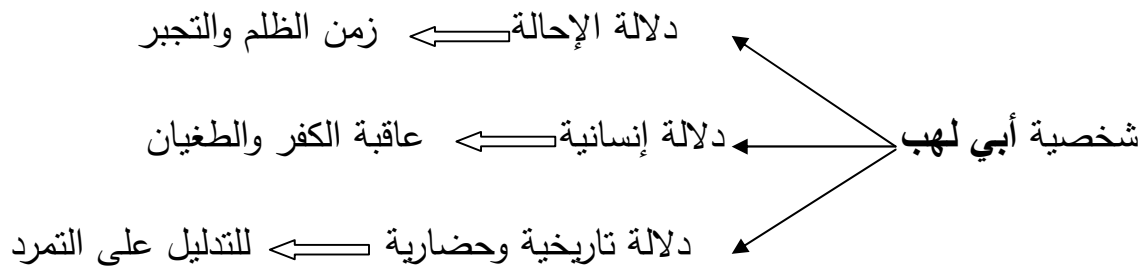 دلالة الإحالة زمن الظلم والتجبر
شخصية أبي لهب دلالة إنسانية عاقبة الكفر والطغيان
دلالة تاريخية وحضارية للتدليل على التمرد